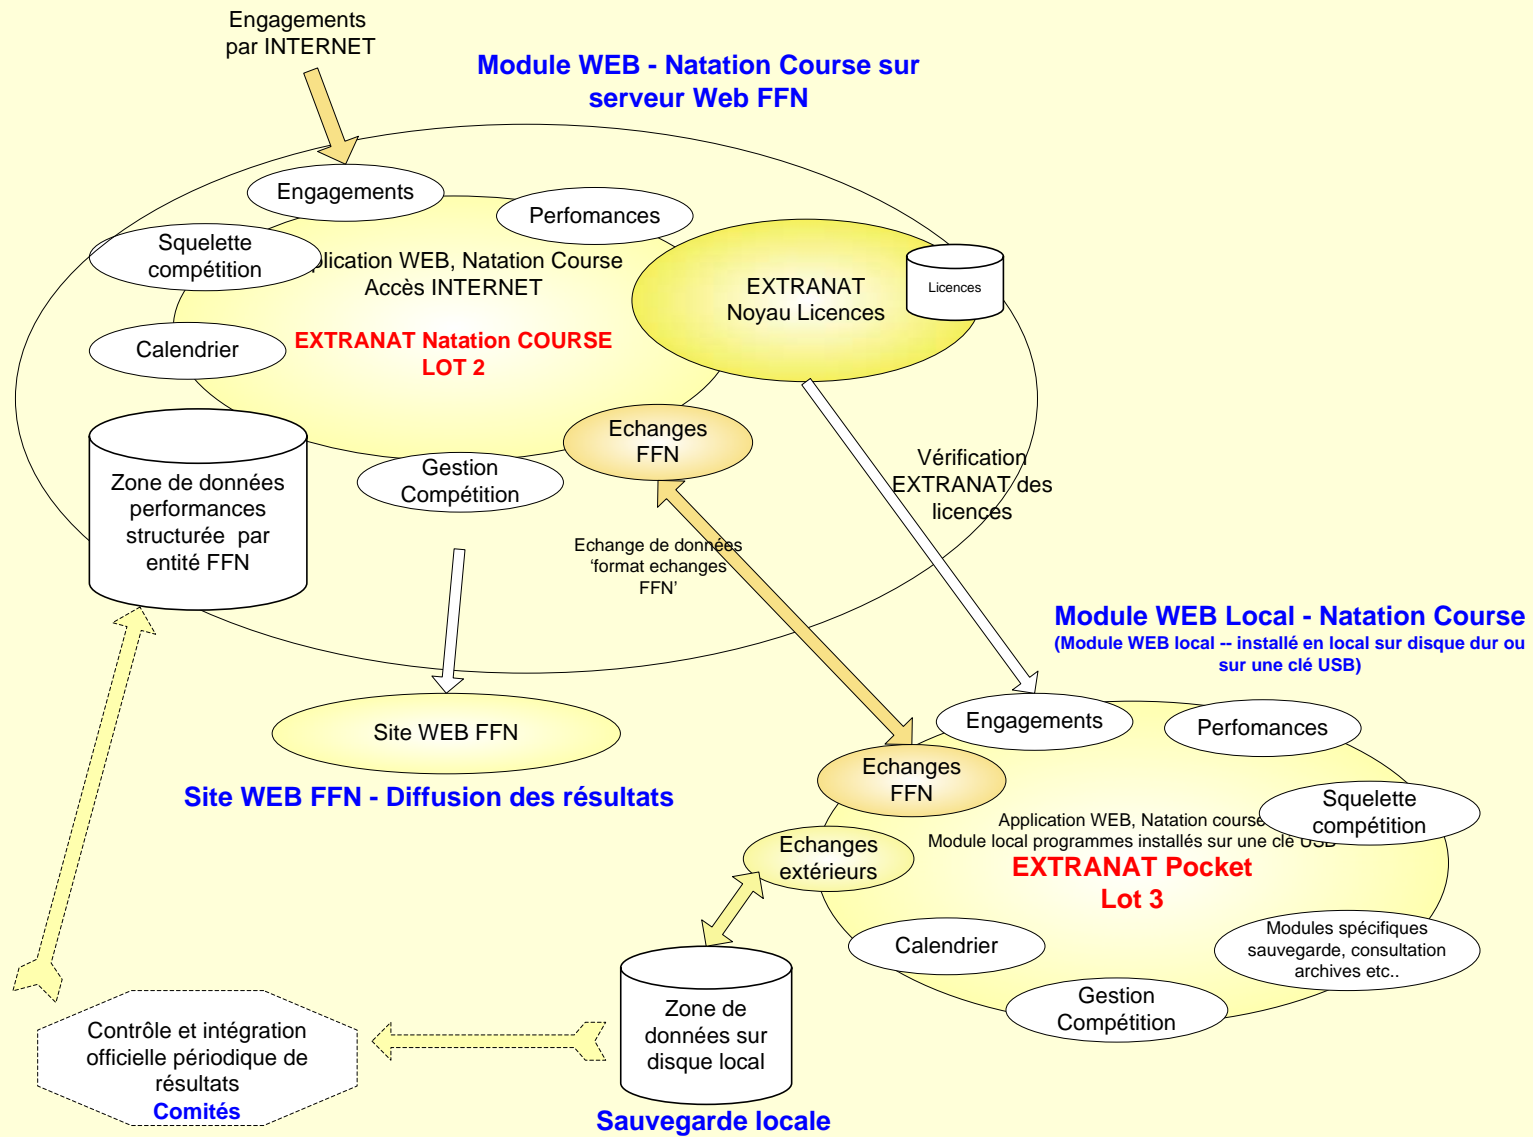 Engagements
par INTERNET
Module WEB - Natation Course sur
serveur Web FFN
Engagements
Perfomances
Squelette
compétition
plication WEB, Natation Course
Accès INTERNET
EXTRANAT Natation COURSE
LOT 2
EXTRANAT
Noyau Licences
Licences
Calendrier
Echanges
FFN
Gestion
Compétition
Zone de données
performances
structurée par
entité FFN
Vérification
EXTRANAT des
licences
Echange de données
‘format echanges
FFN’
Module WEB Local - Natation Course
(Module WEB local -- installé en local sur disque dur ou
sur une clé USB)
Site WEB FFN
Site WEB FFN - Diffusion des résultats
Engagements
Perfomances
Echanges
FFN
Squelette
compétition
Application WEB, Natation course
Module local programmes installés sur une clé USB
EXTRANAT Pocket
Lot 3
Echanges
extérieurs
Calendrier
Modules spécifiques
sauvegarde, consultation
archives etc..
Gestion
Compétition
Zone de
données sur
disque local
Sauvegarde locale
Contrôle et intégration
officielle périodique de
résultats
Comités